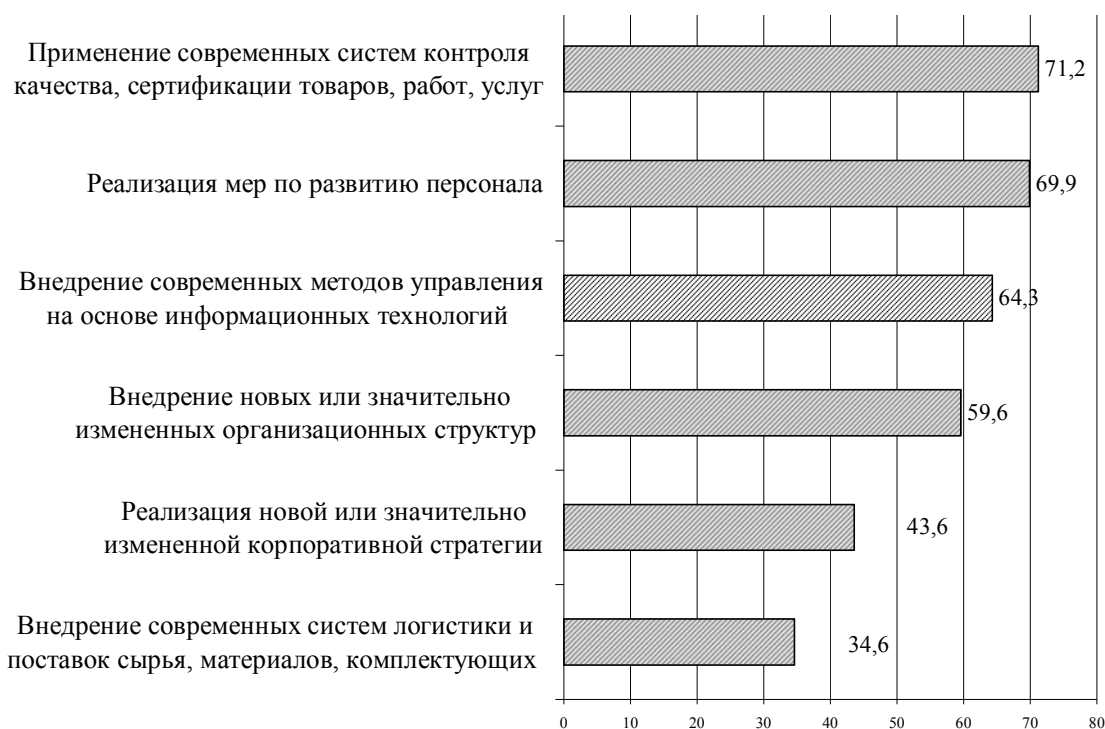 Применение современных систем контроля
качества, сертификации товаров, работ, услуг
71,2
Реализация мер по развитию персонала
69,9
Внедрение современных методов управления
на основе информационных технологий
64,3
Внедрение новых или значительно
измененных организационных структур
59,6
Реализация новой или значительно
измененной корпоративной стратегии
43,6
Внедрение современных систем логистики и
поставок сырья, материалов, комплектующих
34,6
0 10 20 30 40 50 60 70 80